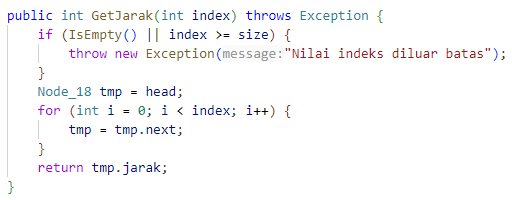 public int GetJarak(int index) throws Exception {
    if (IsEmpty() || index >= size) {
        throw new Exception(message:"Nilai indeks diluar batas");
    }
    Node_18 tmp = head;
    for (int i = 0; i < index; i++) {
        tmp = tmp.next;
    }
    return tmp.jarak;
}